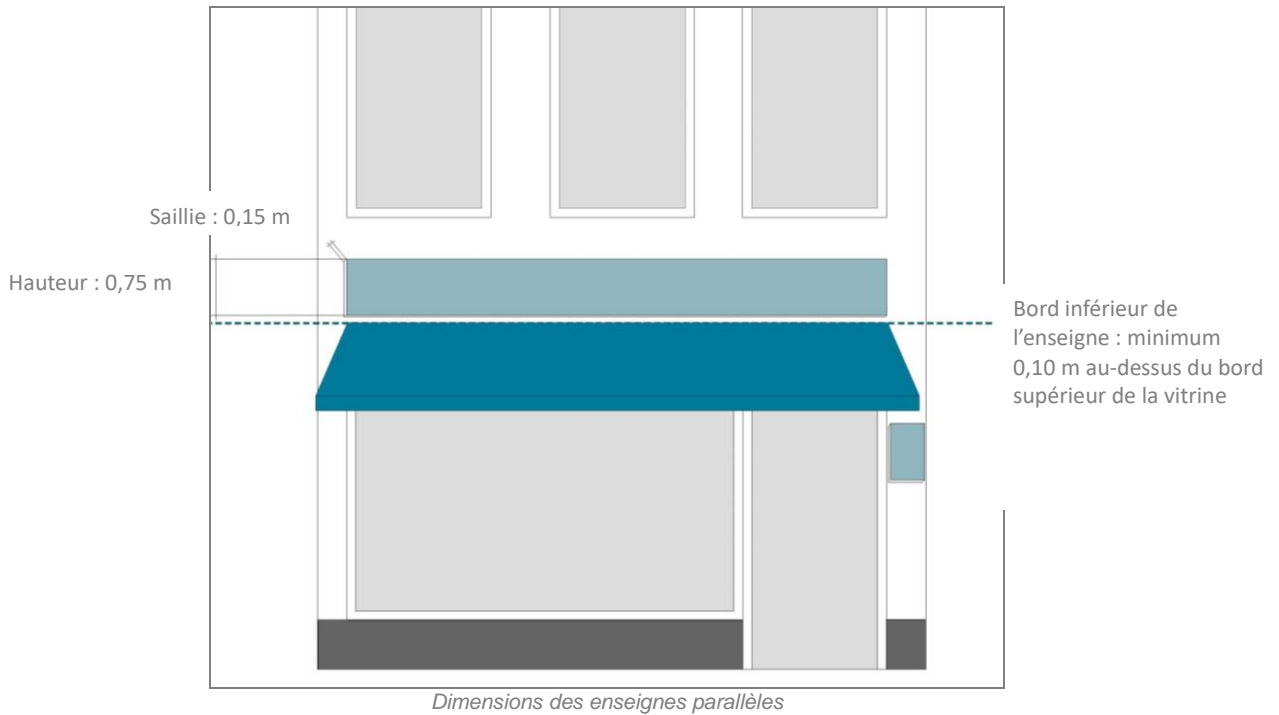 Saillie : 0,15 m
Hauteur : 0,75 m
Bord inférieur de
l’enseigne : minimum
0,10 m au-dessus du bord
supérieur de la vitrine
Dimensions des enseignes parallèles